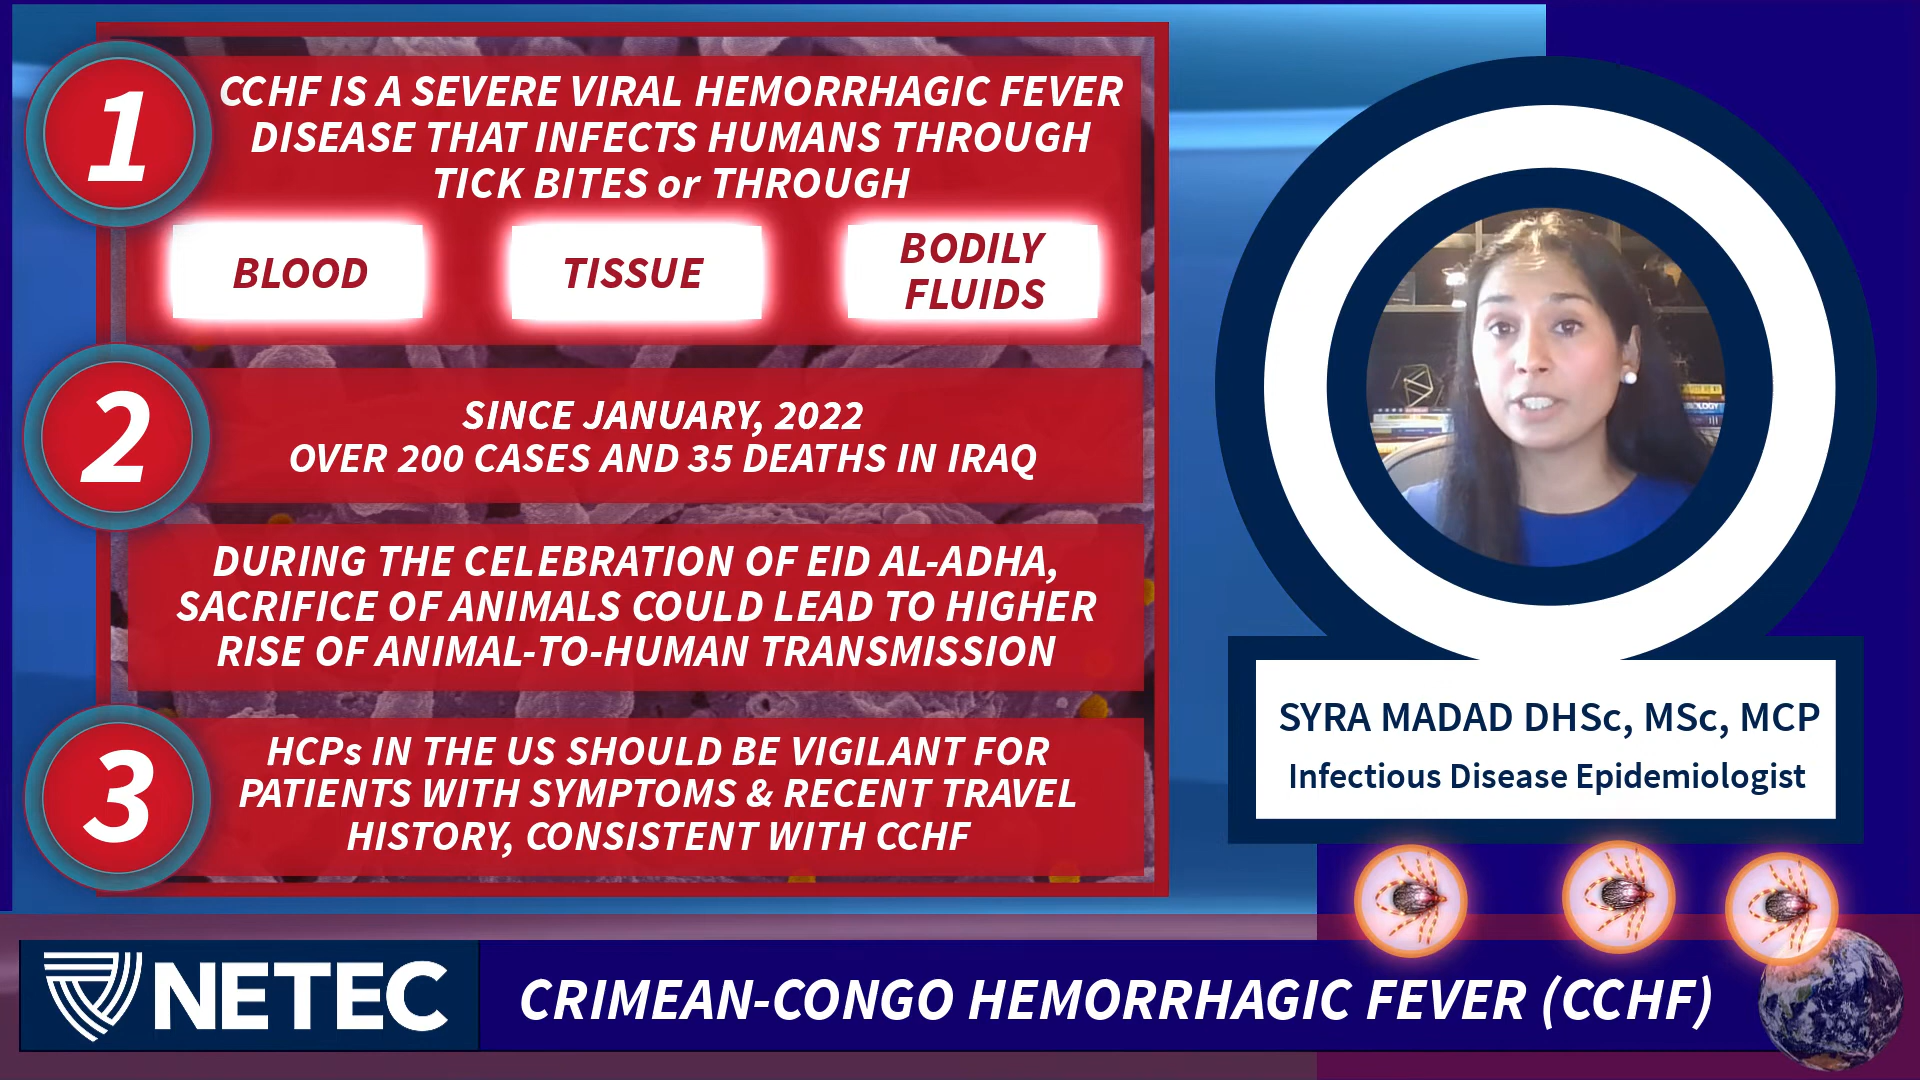 1
CCHF IS A SEVERE VIRAL HEMORRHAGIC FEVER
DISEASE THAT INFECTS HUMANS THROUGH
TICK BITES or THROUGH
BLOOD
TISSUE
BODILY
FLUIDS
2
SINCE JANUARY, 2022
OVER 200 CASES AND 35 DEATHS IN IRAQ
DURING THE CELEBRATION OF EID AL-ADHA,
SACRIFICE OF ANIMALS COULD LEAD TO HIGHER
RISE OF ANIMAL-TO-HUMAN TRANSMISSION
3
HCPs IN THE US SHOULD BE VIGILANT FOR
PATIENTS WITH SYMPTOMS & RECENT TRAVEL
HISTORY, CONSISTENT WITH CCHF
SYRA MADAD DHSc, MSc, MCP
Infectious Disease Epidemiologist
NETEC
CRIMEAN-CONGO HEMORRHAGIC FEVER (CCHF)